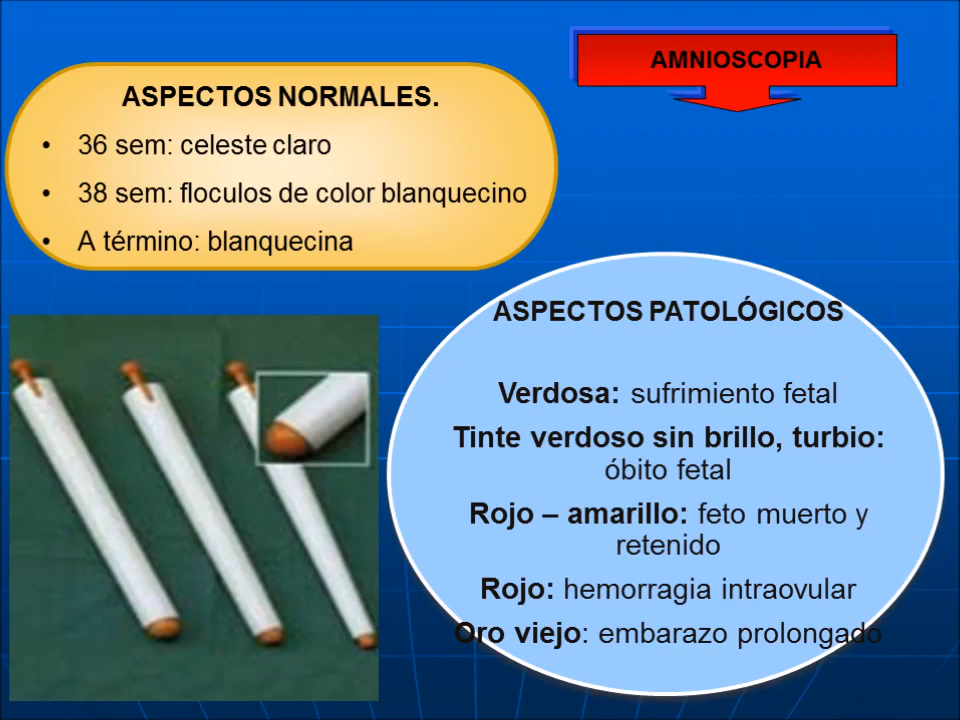 AMNIOSCOPIA
ASPECTOS NORMALES.
• 36 sem: celeste claro
• 38 sem: floculos de color blanquecino
• A término: blanquecina
ASPECTOS PATOLÓGICOS
Verdosa: sufrimiento fetal
Tinte verdoso sin brillo, turbio:
óbito fetal
Rojo – amarillo: feto muerto y
retenido
Rojo: hemorragia intraovular
Oro viejo: embarazo prolongado